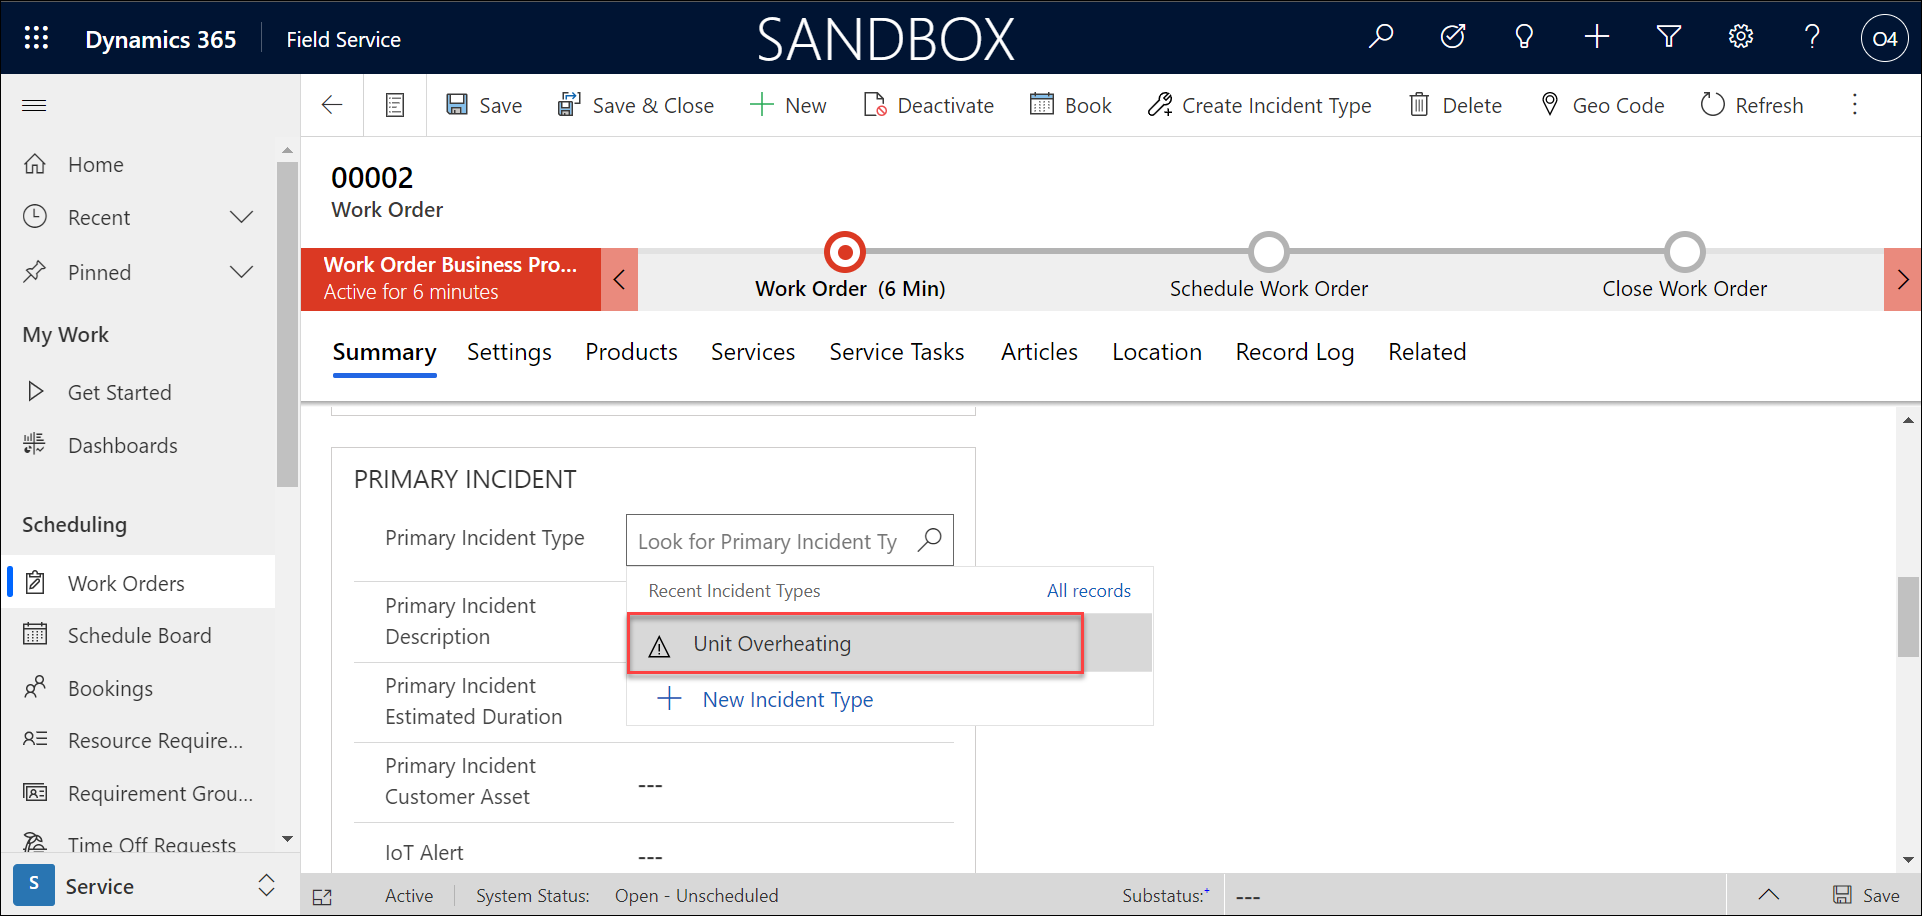 Dynamics 365
Field Service
SANDBOX
O4
Save
Save & Close
New
Deactivate
Book
Create Incident Type
Delete
Geo Code
Refresh
Home
Recent
Pinned
My Work
Get Started
Dashboards
Scheduling
Work Orders
Schedule Board
Bookings
Resource Require...
Requirement Grou...
Time Off Requests
S
Service
00002
Work Order
Work Order Business Pro...
Active for 6 minutes
Work Order (6 Min)
Schedule Work Order
Close Work Order
Summary
Settings
Products
Services
Service Tasks
Articles
Location
Record Log
Related
PRIMARY INCIDENT
Primary Incident Type
Look for Primary Incident Ty
Recent Incident Types
All records
Unit Overheating
New Incident Type
Primary Incident
Description
Primary Incident
Estimated Duration
Primary Incident
Customer Asset
---
IoT Alert
---
Active
System Status:
Open - Unscheduled
Substatus:+
---
Save